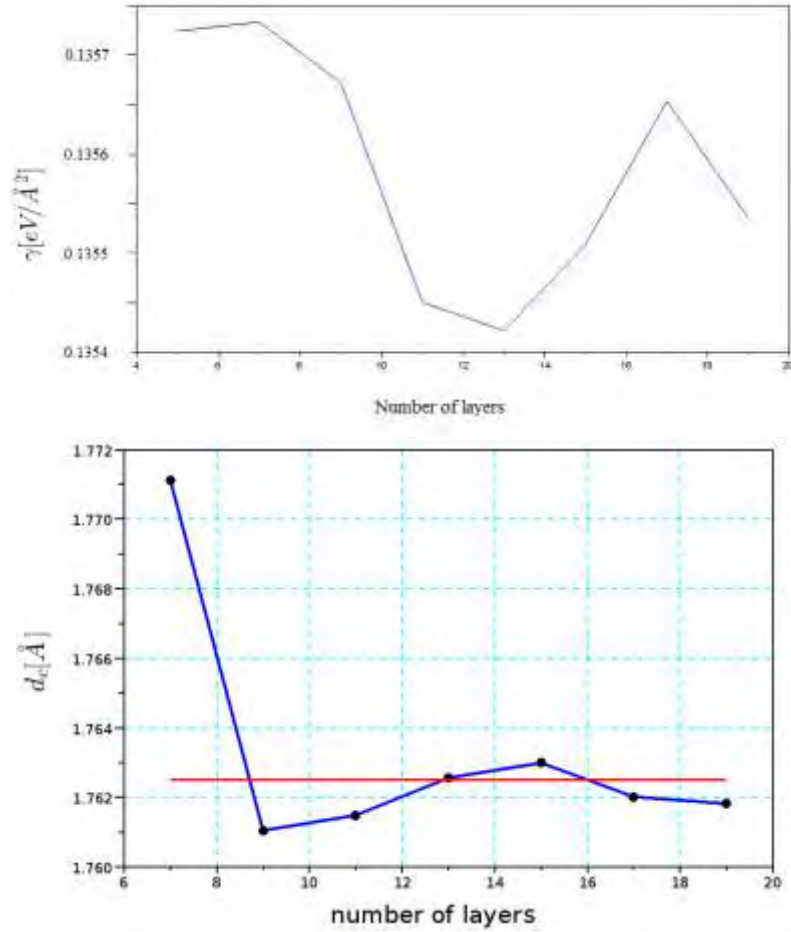 0.1357
0.1356
0.1355
0.1354
γ[eV/Å²]
4 6 8 10 12 14 16 18 20
Number of layers
1.772
1.770
1.768
1.766
1.764
1.762
1.760
d_c[Å]
6 8 10 12 14 16 18 20
number of layers